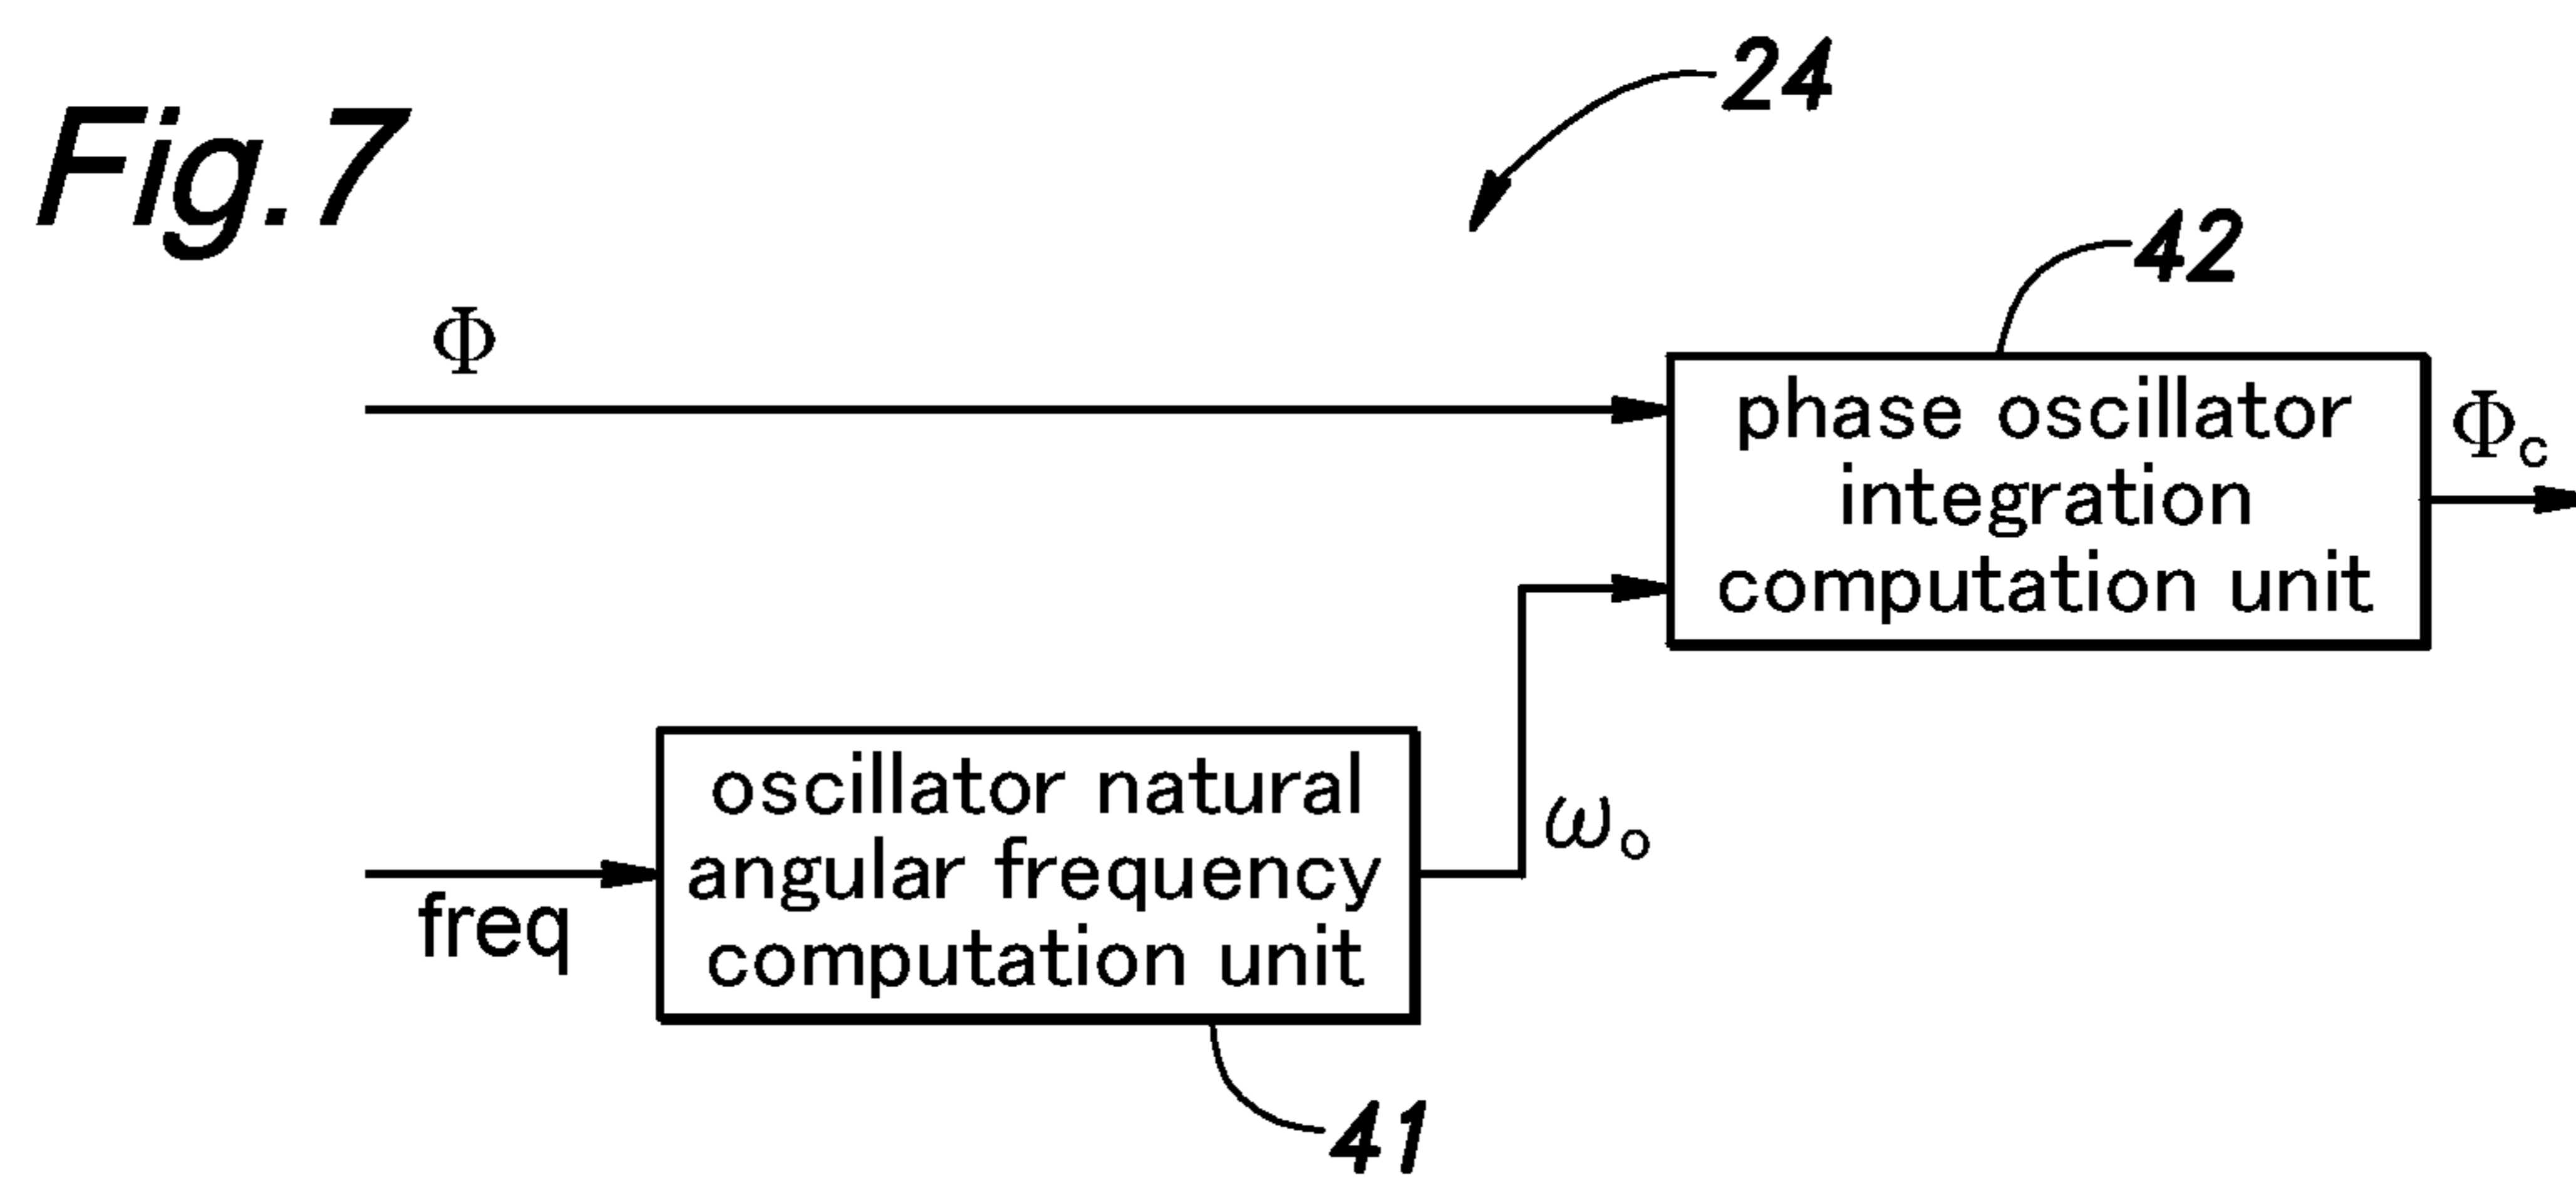 Fig.7
24
42
Φ
phase oscillator
integration
computation unit
Φc
oscillator natural
angular frequency
computation unit
ωo
freq
41